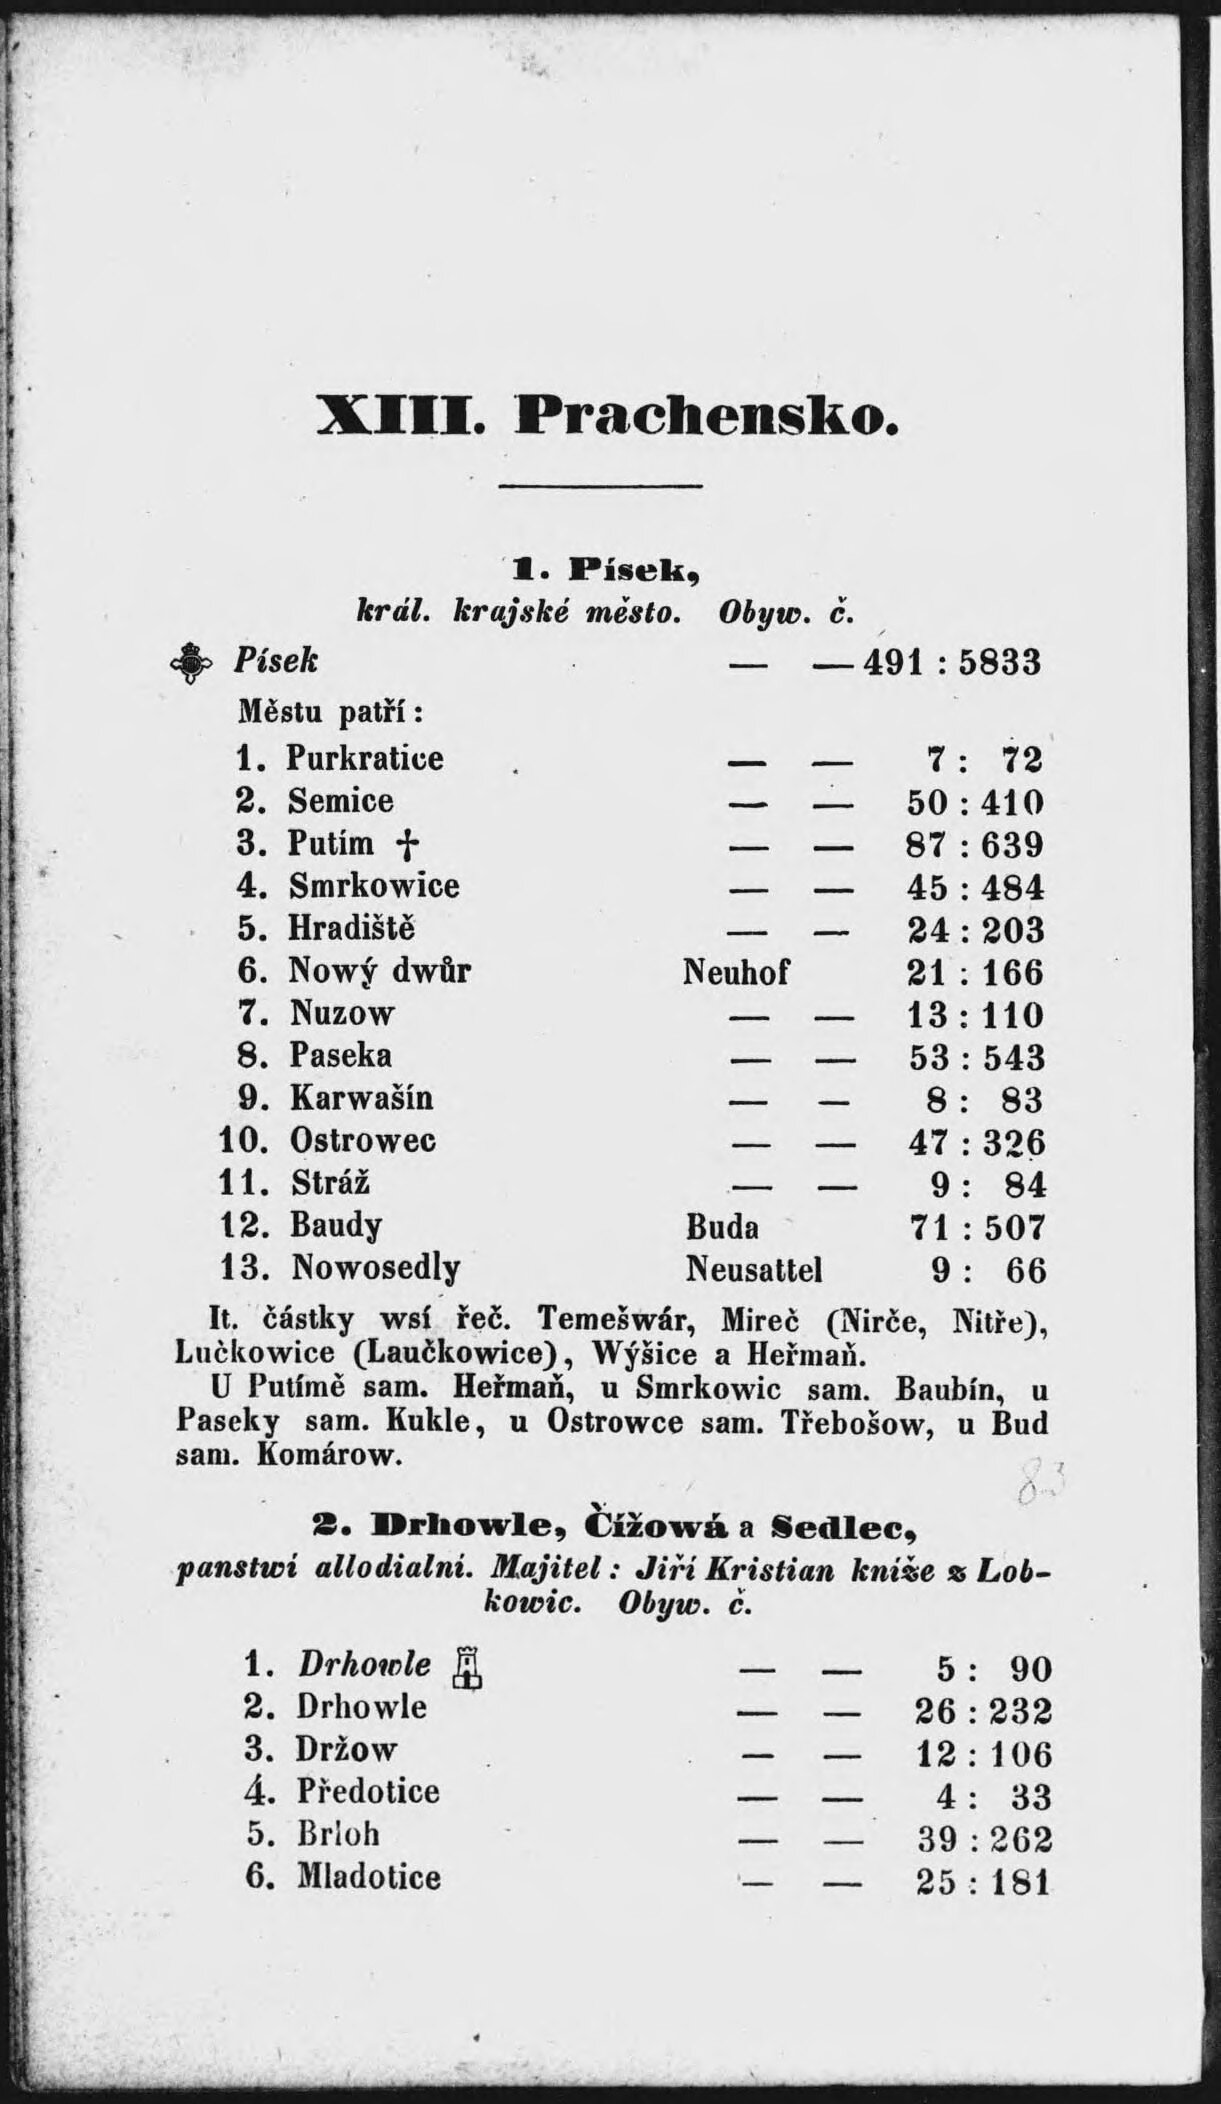 XIII. Prachensko.
1. Písek,
král. krajské město. Obyw. č.
Písek — — 491 : 5833
Městu patří:
1. Purkratice — — 7 : 72
2. Semice — — 50 : 410
3. Putím † — — 87 : 639
4. Smrkowice — — 45 : 484
5. Hradiště — — 24 : 203
6. Nowý dwůr Neuhof 21 : 166
7. Nuzow — — 13 : 110
8. Paseka — — 53 : 543
9. Karwašín — — 8 : 83
10. Ostrowec — — 47 : 326
11. Stráž — — 9 : 84
12. Baudy Buda 71 : 507
13. Nowosedly Neusattel 9 : 66
It. částky wsí řeč. Temešwár, Mireč (Nirče, Nitře),
Lučkowice (Laučkowice), Wýšice a Heřmaň.
U Putímě sam. Heřmaň, u Smrkowic sam. Baubín, u
Paseky sam. Kukle, u Ostrowce sam. Třebošow, u Bud
sam. Komárow.
83
2. Drhowle, Čížowá a Sedlec,
panstwí allodialní. Majitel: Jiří Kristian kníže z Lob-
kowic. Obyw. č.
1. Drhowle — — 5 : 90
2. Drhowle — — 26 : 232
3. Držow — — 12 : 106
4. Předotice — — 4 : 33
5. Brloh — — 39 : 262
6. Mladotice — — 25 : 181